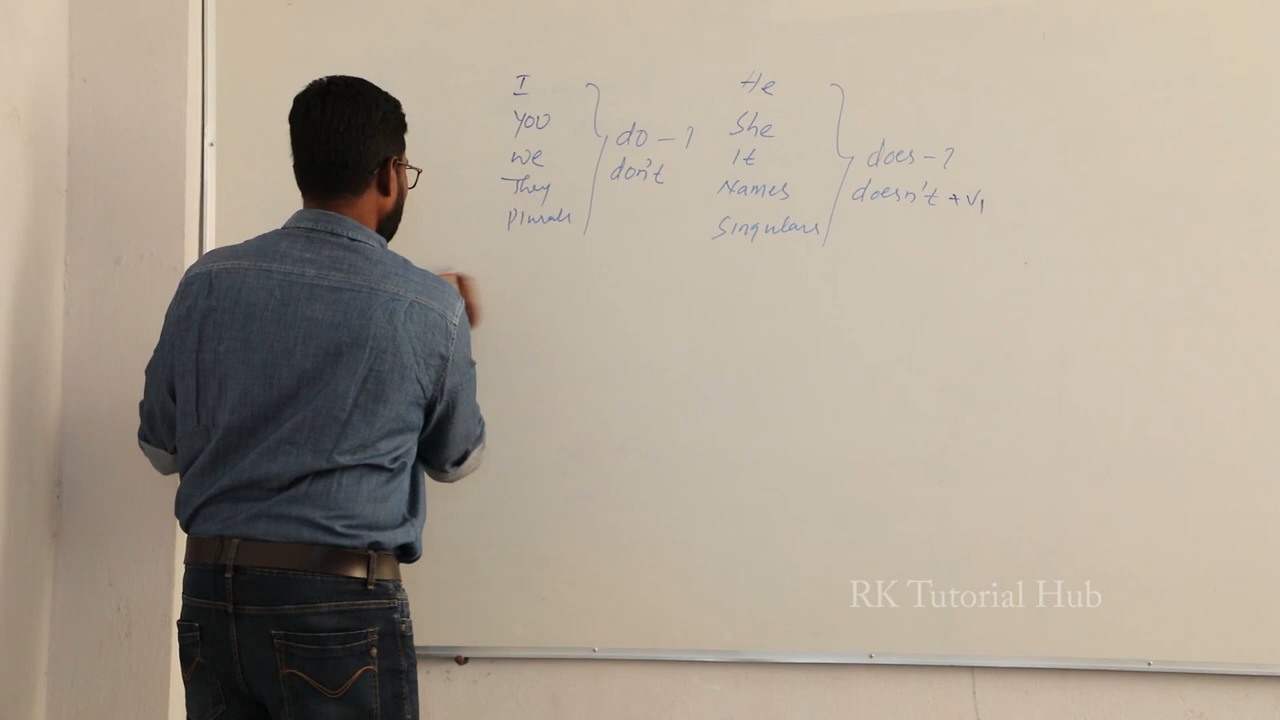 I
You
We
They
Plurals
do - ?
don't
He
She
It
Names
Singulars
does - ?
doesn't + V1
RK Tutorial Hub